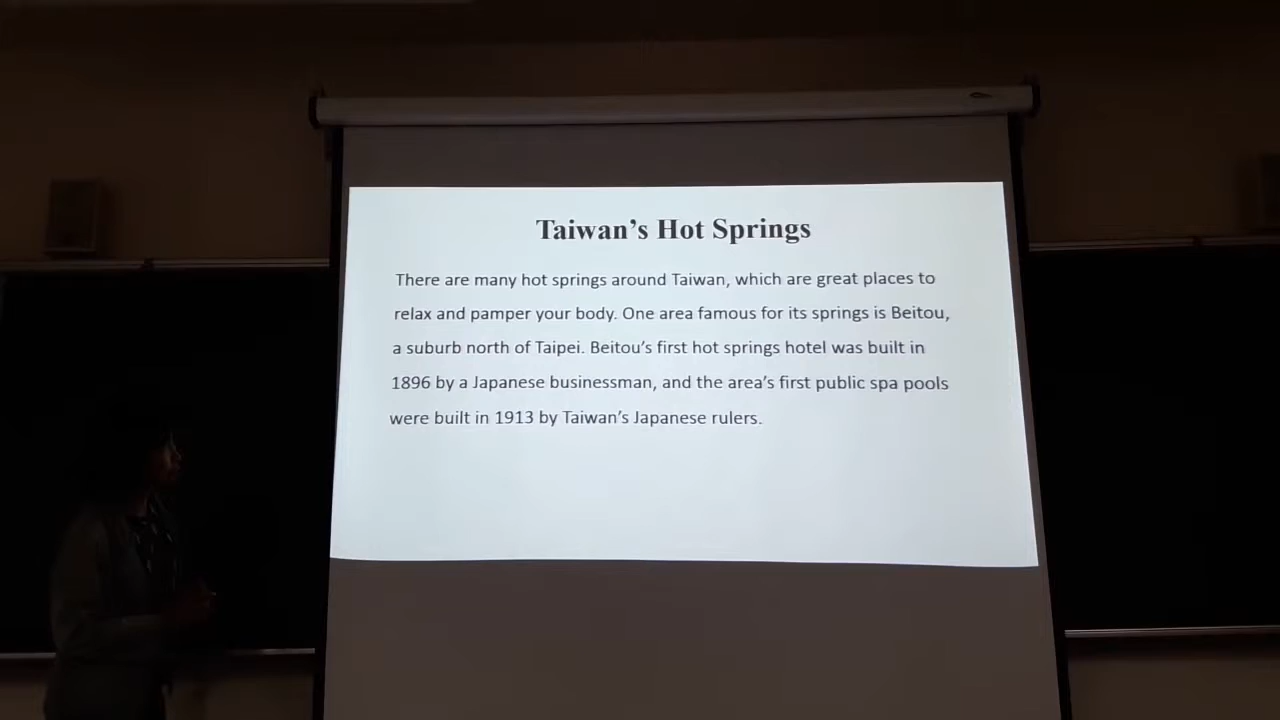 Taiwan’s Hot Springs
There are many hot springs around Taiwan, which are great places to
relax and pamper your body. One area famous for its springs is Beitou,
a suburb north of Taipei. Beitou’s first hot springs hotel was built in
1896 by a Japanese businessman, and the area’s first public spa pools
were built in 1913 by Taiwan’s Japanese rulers.